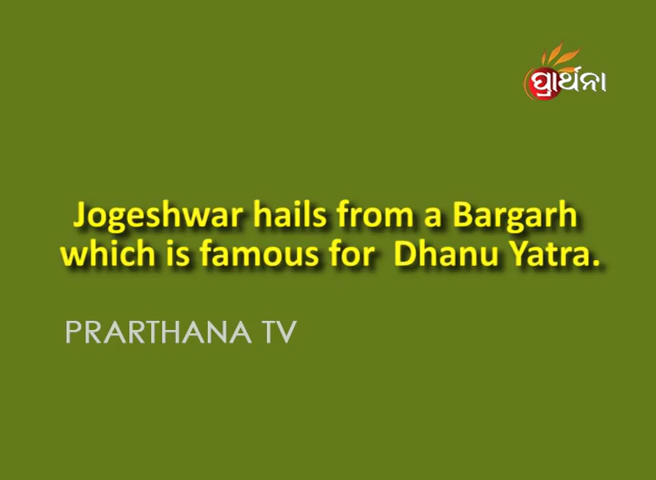 ପ୍ରାର୍ଥନା
Jogeshwar hails from a Bargarh
which is famous for Dhanu Yatra.
PRARTHANA TV